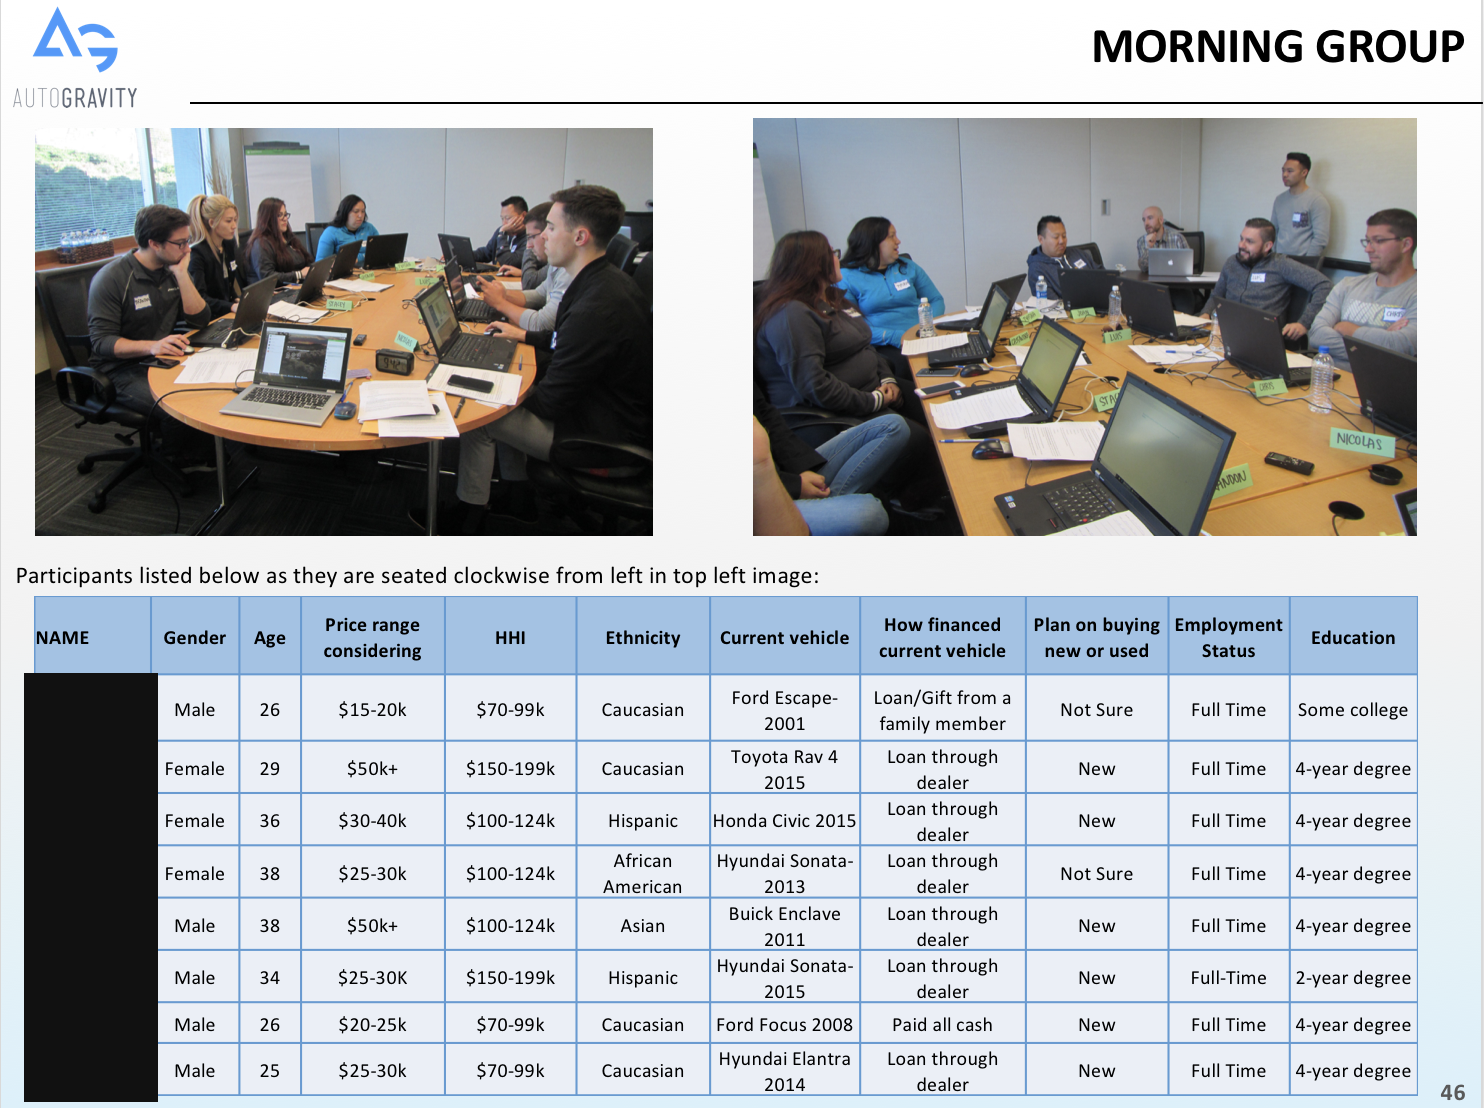 AUTOGRAVITY
MORNING GROUP
STACEY
LUIS
CHRIS
LUIS
CHRIS
NICOLAS
Participants listed below as they are seated clockwise from left in top left image:
NAME Gender Age Price range considering HHI Ethnicity Current vehicle How financed current vehicle Plan on buying new or used Employment Status Education
Male 26 $15-20k $70-99k Caucasian Ford Escape-2001 Loan/Gift from a family member Not Sure Full Time Some college
Female 29 $50k+ $150-199k Caucasian Toyota Rav 4 2015 Loan through dealer New Full Time 4-year degree
Female 36 $30-40k $100-124k Hispanic Honda Civic 2015 Loan through dealer New Full Time 4-year degree
Female 38 $25-30k $100-124k African American Hyundai Sonata-2013 Loan through dealer Not Sure Full Time 4-year degree
Male 38 $50k+ $100-124k Asian Buick Enclave 2011 Loan through dealer New Full Time 4-year degree
Male 34 $25-30K $150-199k Hispanic Hyundai Sonata-2015 Loan through dealer New Full-Time 2-year degree
Male 26 $20-25k $70-99k Caucasian Ford Focus 2008 Paid all cash New Full Time 4-year degree
Male 25 $25-30k $70-99k Caucasian Hyundai Elantra 2014 Loan through dealer New Full Time 4-year degree
46